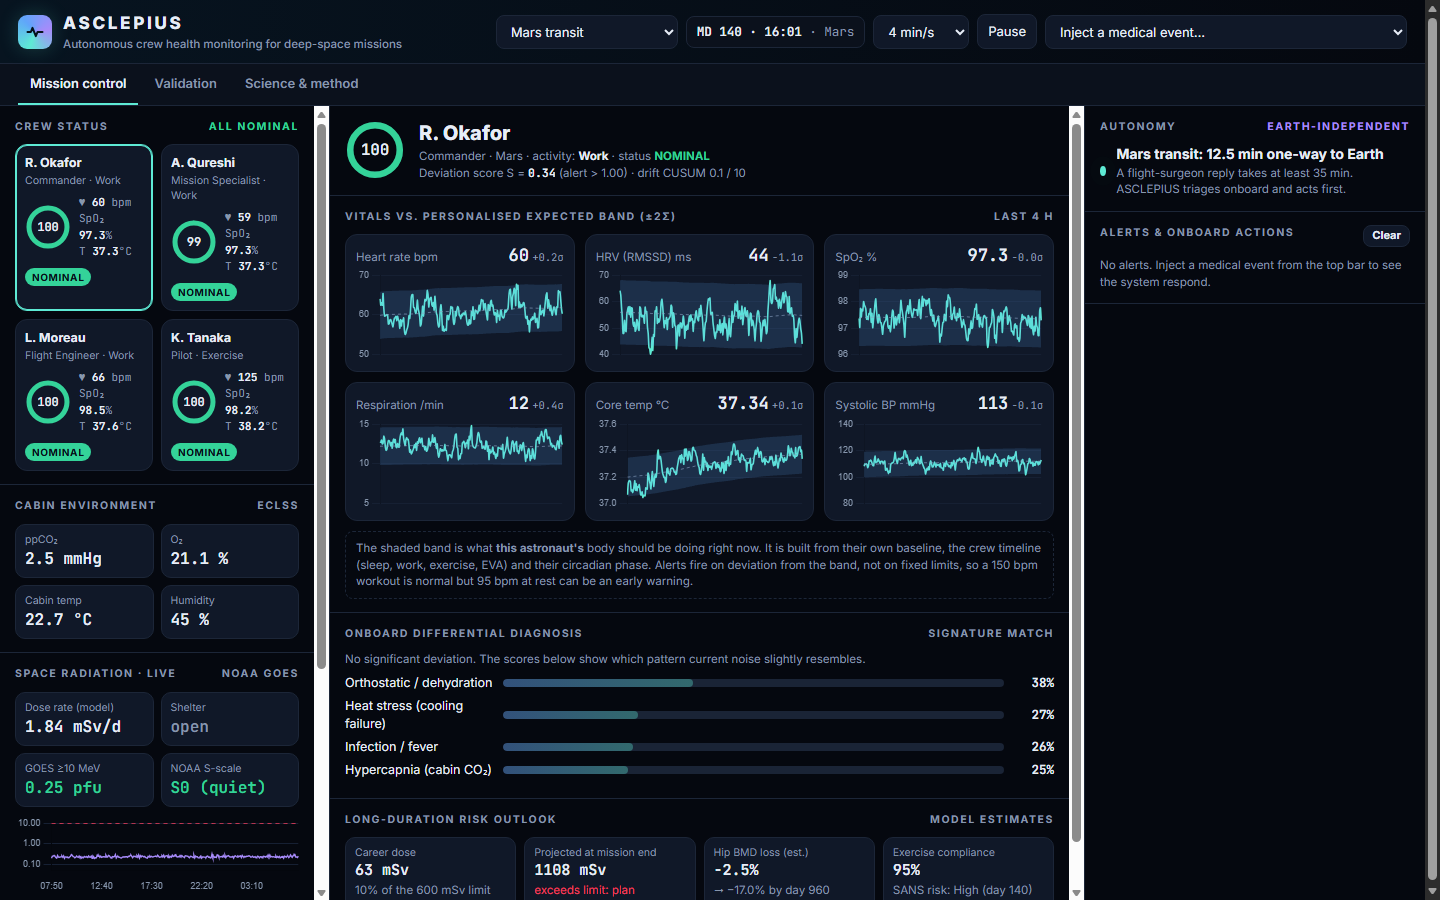 ASCLEPIUS
Autonomous crew health monitoring for deep-space missions
Mars transit
MD 140 · 16:01 · Mars
4 min/s
Pause
Inject a medical event...
Mission control
Validation
Science & method
CREW STATUS
ALL NOMINAL
R. Okafor
Commander · Work
100
♥ 60 bpm
SpO₂
97.3%
T 37.3°C
NOMINAL
A. Qureshi
Mission Specialist ·
Work
99
♥ 59 bpm
SpO₂
97.3%
T 37.3°C
NOMINAL
L. Moreau
Flight Engineer · Work
100
♥ 66 bpm
SpO₂
98.5%
T 37.6°C
NOMINAL
K. Tanaka
Pilot · Exercise
100
♥ 125 bpm
SpO₂
98.2%
T 38.2°C
NOMINAL
CABIN ENVIRONMENT
ECLSS
ppCO₂
2.5 mmHg
O₂
21.1 %
Cabin temp
22.7 °C
Humidity
45 %
SPACE RADIATION · LIVE
NOAA GOES
Dose rate (model)
1.84 mSv/d
Shelter
open
GOES ≥10 MeV
0.25 pfu
NOAA S-scale
S0 (quiet)
10.00
1.00
0.10
07:50 12:40 17:30 22:20 03:10
100
R. Okafor
Commander · Mars · activity: Work · status NOMINAL
Deviation score S = 0.34 (alert > 1.00) · drift CUSUM 0.1 / 10
VITALS VS. PERSONALISED EXPECTED BAND (±2Σ)
LAST 4 H
Heart rate bpm
60 +0.2σ
70
60
50
HRV (RMSSD) ms
44 -1.1σ
70
60
50
40
SpO₂ %
97.3 -0.0σ
99
98
97
96
Respiration /min
12 +0.4σ
15
10
5
Core temp °C
37.34 +0.1σ
37.6
37.4
37.2
37.0
Systolic BP mmHg
113 -0.1σ
140
120
100
80
The shaded band is what this astronaut's body should be doing right now. It is built from their own baseline, the crew timeline
(sleep, work, exercise, EVA) and their circadian phase. Alerts fire on deviation from the band, not on fixed limits, so a 150 bpm
workout is normal but 95 bpm at rest can be an early warning.
ONBOARD DIFFERENTIAL DIAGNOSIS
SIGNATURE MATCH
No significant deviation. The scores below show which pattern current noise slightly resembles.
Orthostatic / dehydration 38%
Heat stress (cooling
failure) 27%
Infection / fever 26%
Hypercapnia (cabin CO₂) 25%
LONG-DURATION RISK OUTLOOK
MODEL ESTIMATES
Career dose
63 mSv
10% of the 600 mSv limit
Projected at mission end
1108 mSv
exceeds limit: plan
Hip BMD loss (est.)
-2.5%
→ −17.0% by day 960
Exercise compliance
95%
SANS risk: High (day 140)
AUTONOMY
EARTH-INDEPENDENT
Mars transit: 12.5 min one-way to Earth
A flight-surgeon reply takes at least 35 min.
ASCLEPIUS triages onboard and acts first.
ALERTS & ONBOARD ACTIONS
Clear
No alerts. Inject a medical event from the top bar to see
the system respond.